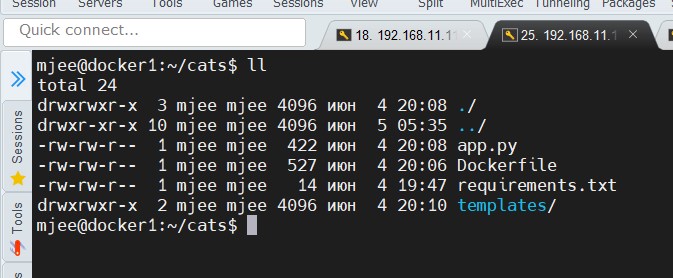 Session Servers Tools Games Sessions View Split MultiExec Tunneling Packages
Quick connect... 18. 192.168.11.1 25. 192.168.11.1
mjee@docker1:~/cats$ ll
total 24
drwxrwxr-x 3 mjee mjee 4096 июн 4 20:08 ./
drwxr-xr-x 10 mjee mjee 4096 июн 5 05:35 ../
-rw-rw-r-- 1 mjee mjee 422 июн 4 20:08 app.py
-rw-rw-r-- 1 mjee mjee 527 июн 4 20:06 Dockerfile
-rw-rw-r-- 1 mjee mjee 14 июн 4 19:47 requirements.txt
drwxrwxr-x 2 mjee mjee 4096 июн 4 20:10 templates/
mjee@docker1:~/cats$
Sessions
Tools